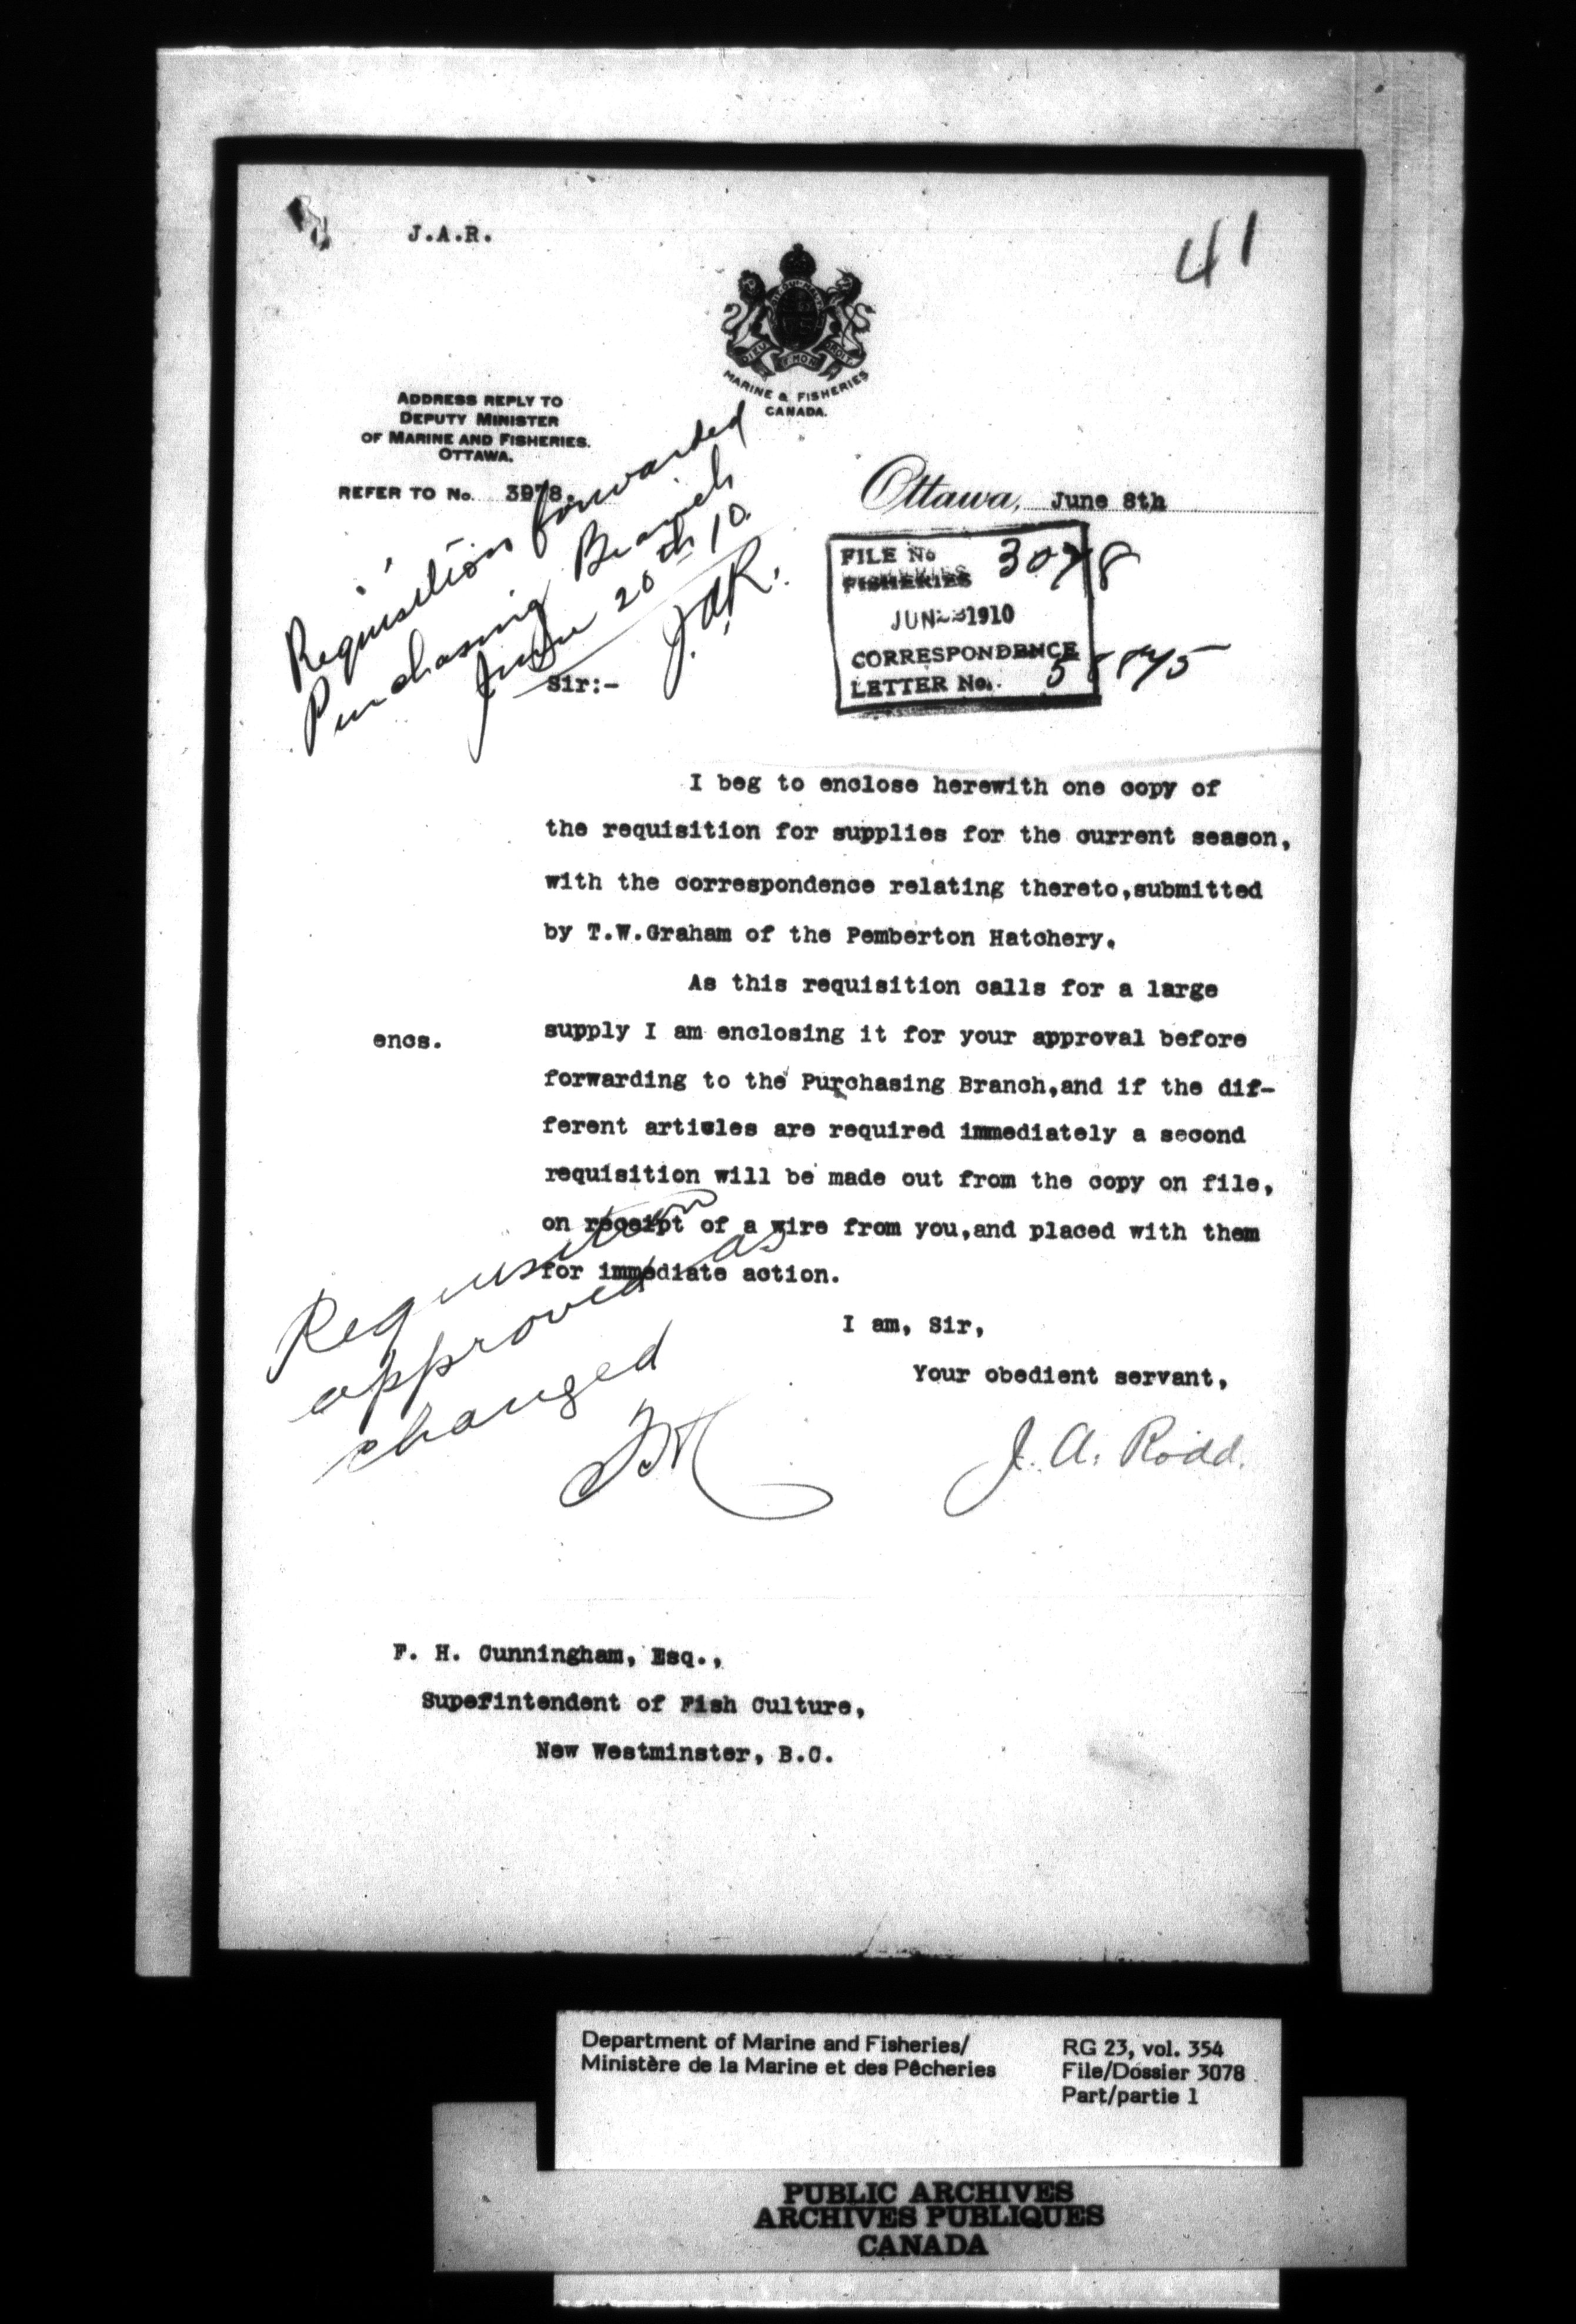 J.A.R.
41
DIEU ET MON DROIT
MARINE & FISHERIES
CANADA.
ADDRESS REPLY TO
DEPUTY MINISTER
OF MARINE AND FISHERIES.
OTTAWA.
REFER TO No. 3978.
Ottawa, June 8th
Requisition forwarded
Purchasing Branch
June 20th 10.
J.A.R.
FILE No 3078
FISHERIES
JUN 1910
CORRESPONDENCE
LETTER No.
Sir:-
I beg to enclose herewith one copy of
the requisition for supplies for the current season,
with the correspondence relating thereto,submitted
by T.W.Graham of the Pemberton Hatchery.
As this requisition calls for a large
encs.
supply I am enclosing it for your approval before
forwarding to the Purchasing Branch,and if the dif-
ferent articles are required immediately a second
requisition will be made out from the copy on file,
on receipt of a wire from you,and placed with them
for immediate action.
Requisition
approved as
changed
I am, Sir,
Your obedient servant,
J. A. Rodd.
F. H. Cunningham, Esq.,
Superintendent of Fish Culture,
New Westminster, B.C.
Department of Marine and Fisheries/
Ministère de la Marine et des Pêcheries
RG 23, vol. 354
File/Dossier 3078
Part/partie 1
PUBLIC ARCHIVES
ARCHIVES PUBLIQUES
CANADA